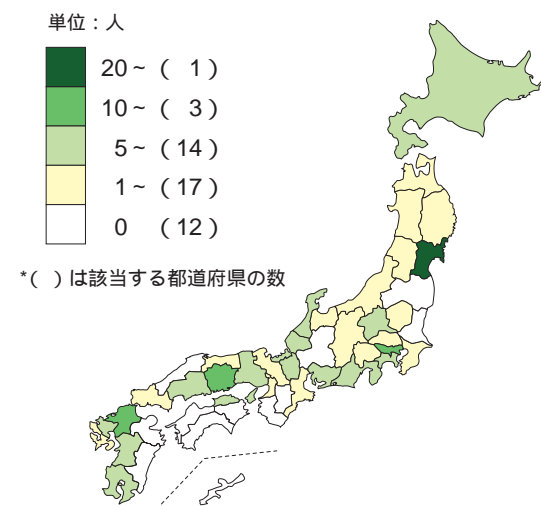 単位：人
20～（ 1）
10～（ 3）
5～（14）
1～（17）
0 （12）
*( ）は該当する都道府県の数